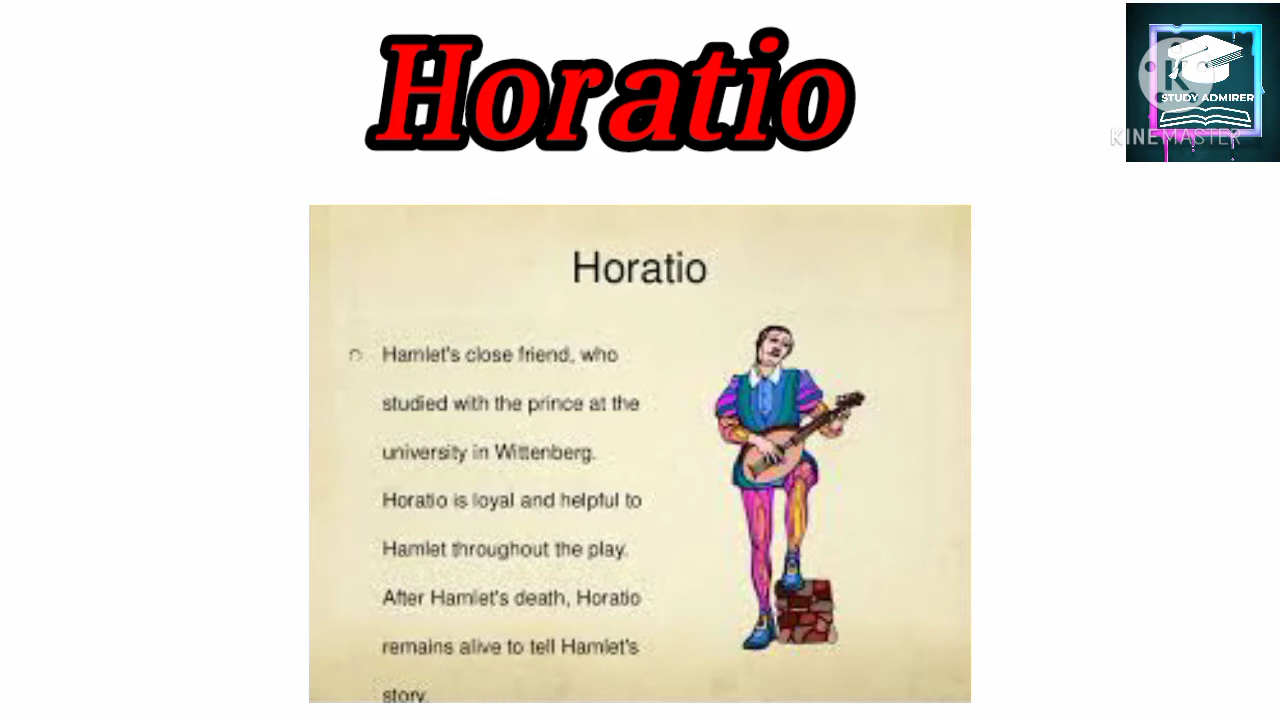 Horatio
STUDY ADMIRER
KINEMASTER
Horatio
Hamlet's close friend, who
studied with the prince at the
university in Wittenberg.
Horatio is loyal and helpful to
Hamlet throughout the play.
After Hamlet's death, Horatio
remains alive to tell Hamlet's
story.